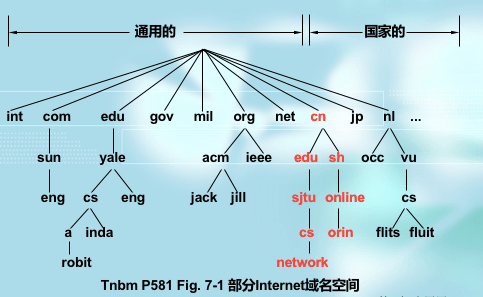 通用的 国家的
int com edu gov mil org net cn jp nl ...
sun yale acm ieee edu sh occ vu
eng cs eng jack jill sjtu online cs
a inda cs orin flits fluit
robit network
Tnbm P581 Fig. 7-1 部分Internet域名空间